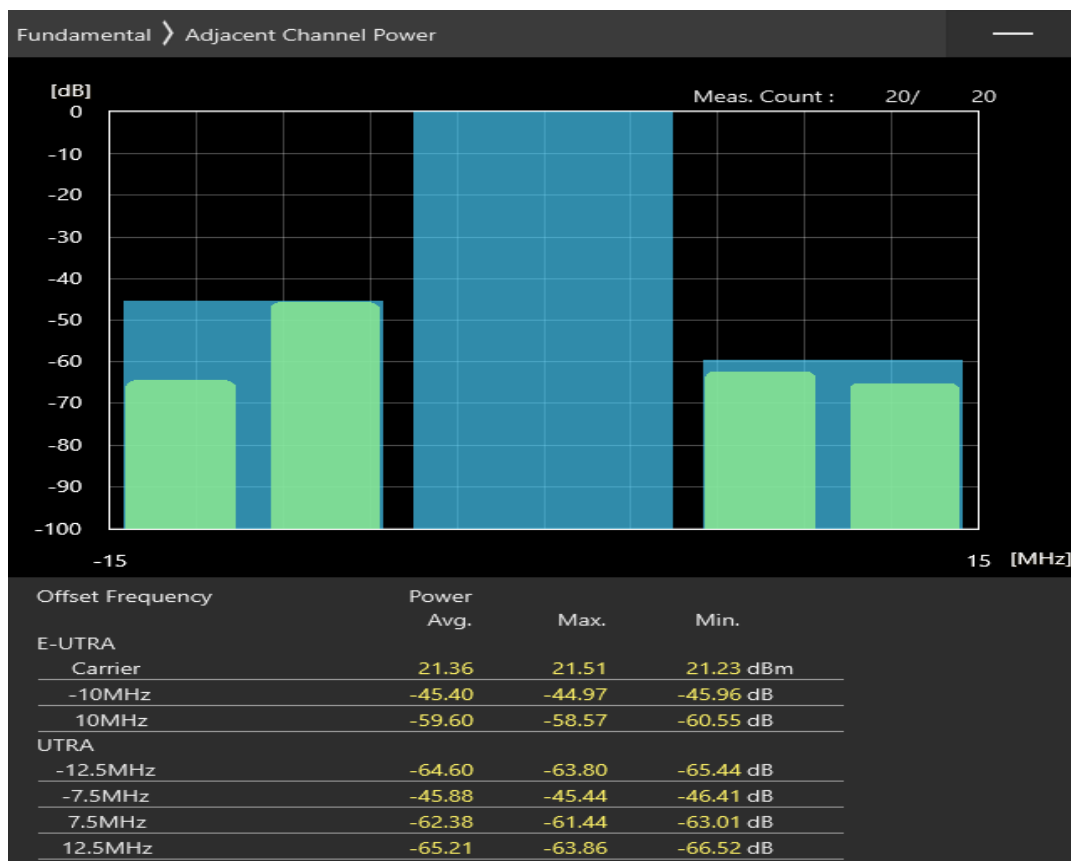 Fundamental ❯ Adjacent Channel Power
[dB]
Meas. Count : 20/ 20
0
-10
-20
-30
-40
-50
-60
-70
-80
-90
-100
-15 15 [MHz]
Offset Frequency Power
Avg. Max. Min.
E-UTRA
Carrier 21.36 21.51 21.23 dBm
-10MHz -45.40 -44.97 -45.96 dB
10MHz -59.60 -58.57 -60.55 dB
UTRA
-12.5MHz -64.60 -63.80 -65.44 dB
-7.5MHz -45.88 -45.44 -46.41 dB
7.5MHz -62.38 -61.44 -63.01 dB
12.5MHz -65.21 -63.86 -66.52 dB